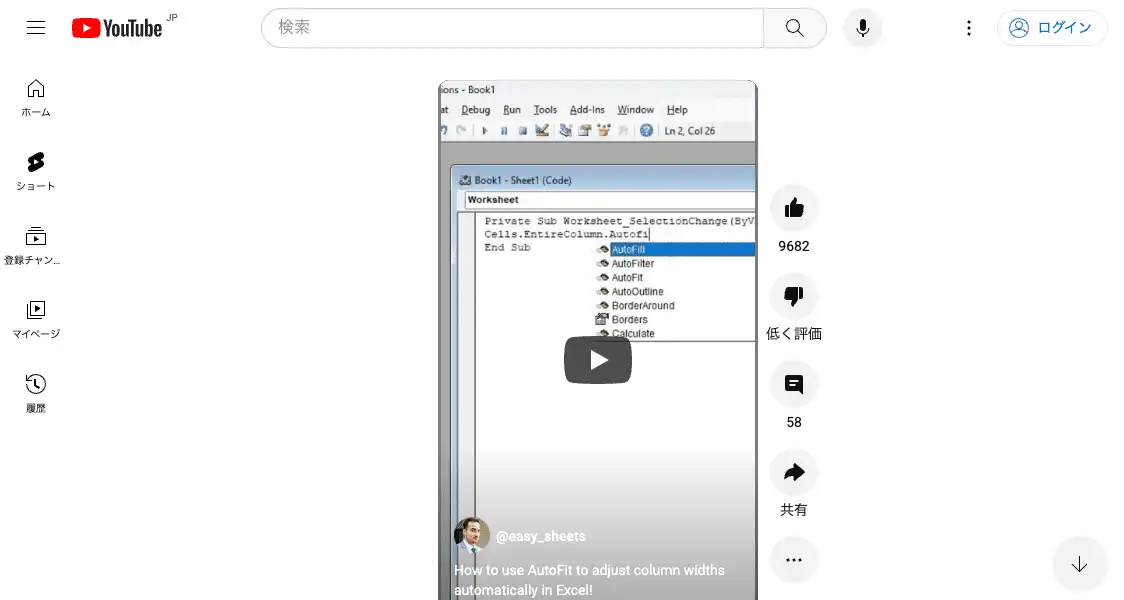 YouTube JP
検索
ログイン
ホーム
ショート
登録チャン...
マイページ
履歴
ions - Book1
at Debug Run Tools Add-Ins Window Help
Ln 2, Col 26
Book1 - Sheet1 (Code)
Worksheet
Private Sub Worksheet_SelectionChange(ByV
Cells.EntireColumn.Autofi
End Sub
AutoFill
AutoFilter
AutoFit
AutoOutline
BorderAround
Borders
Calculate
@easy_sheets
How to use AutoFit to adjust column widths
automatically in Excel!
9682
低く評価
58
共有